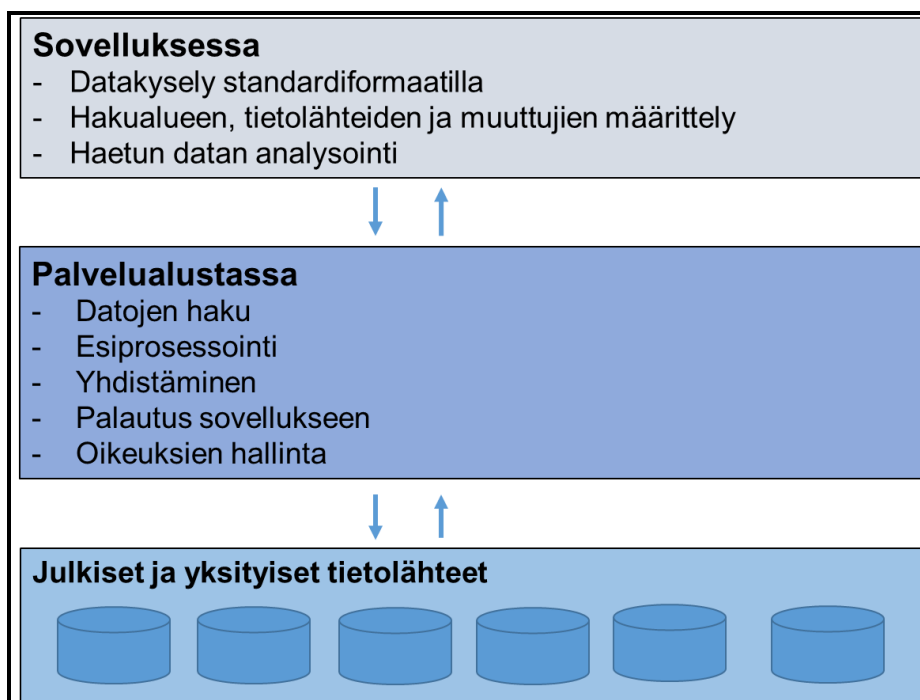 Sovelluksessa
- Datakysely standardiformaatilla
- Hakualueen, tietolähteiden ja muuttujien määrittely
- Haetun datan analysointi
Palvelualustassa
- Datojen haku
- Esiprosessointi
- Yhdistäminen
- Palautus sovellukseen
- Oikeuksien hallinta
Julkiset ja yksityiset tietolähteet